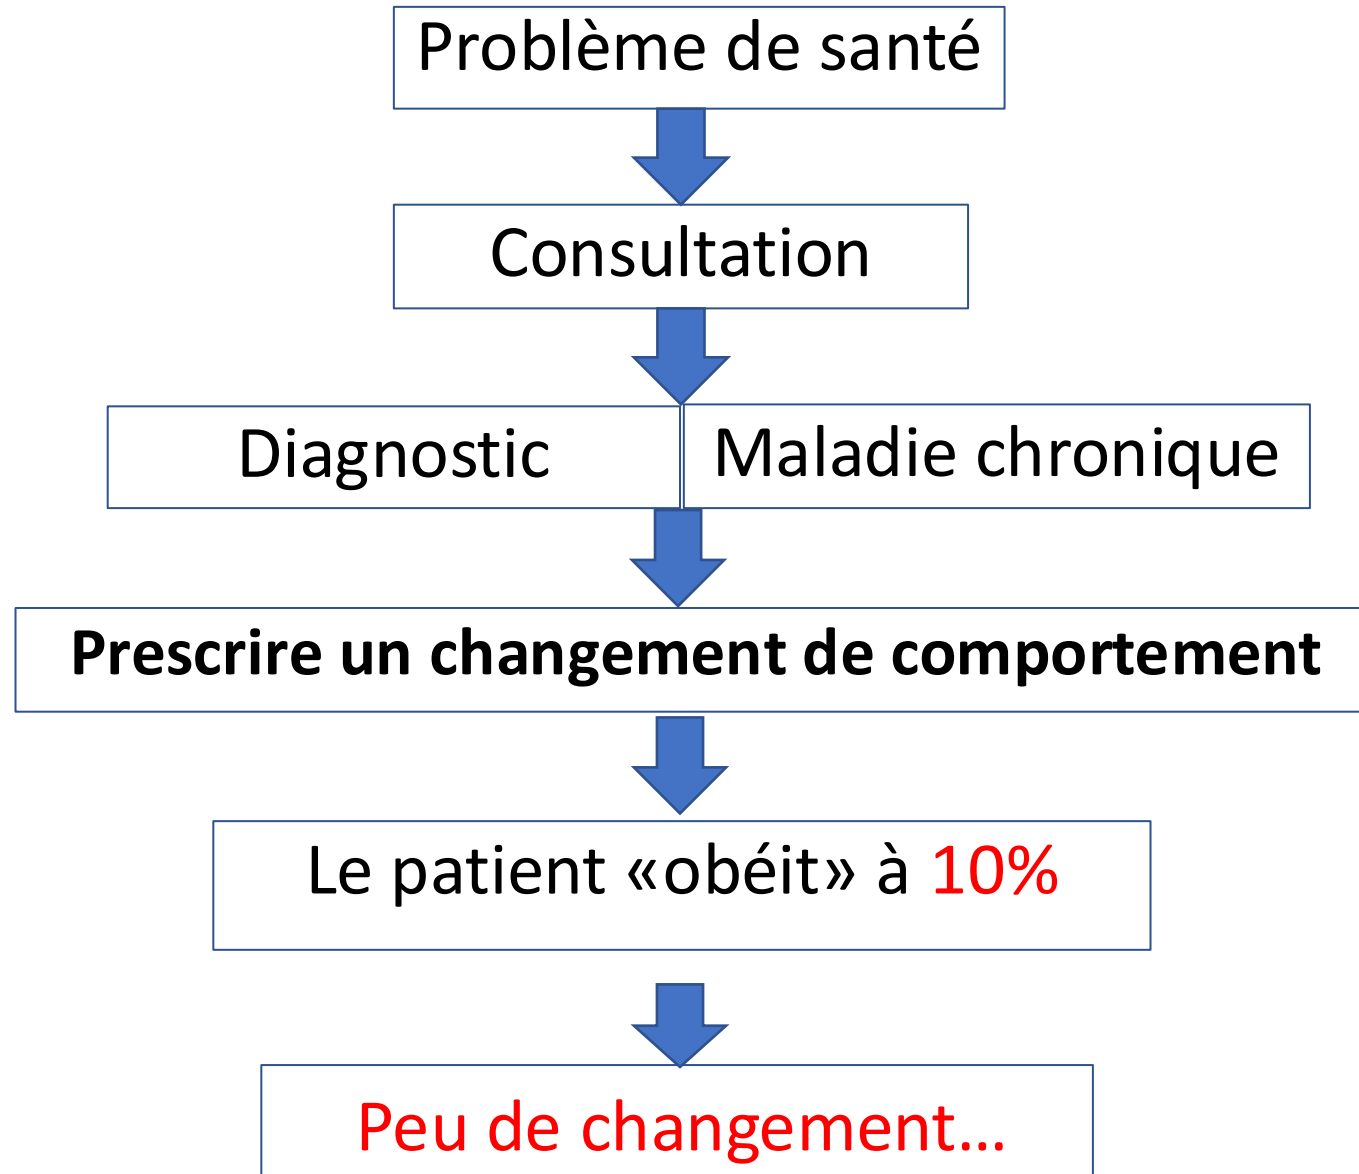 Problème de santé
Consultation
Diagnostic
Maladie chronique
Prescrire un changement de comportement
Le patient «obéit» à 10%
Peu de changement...